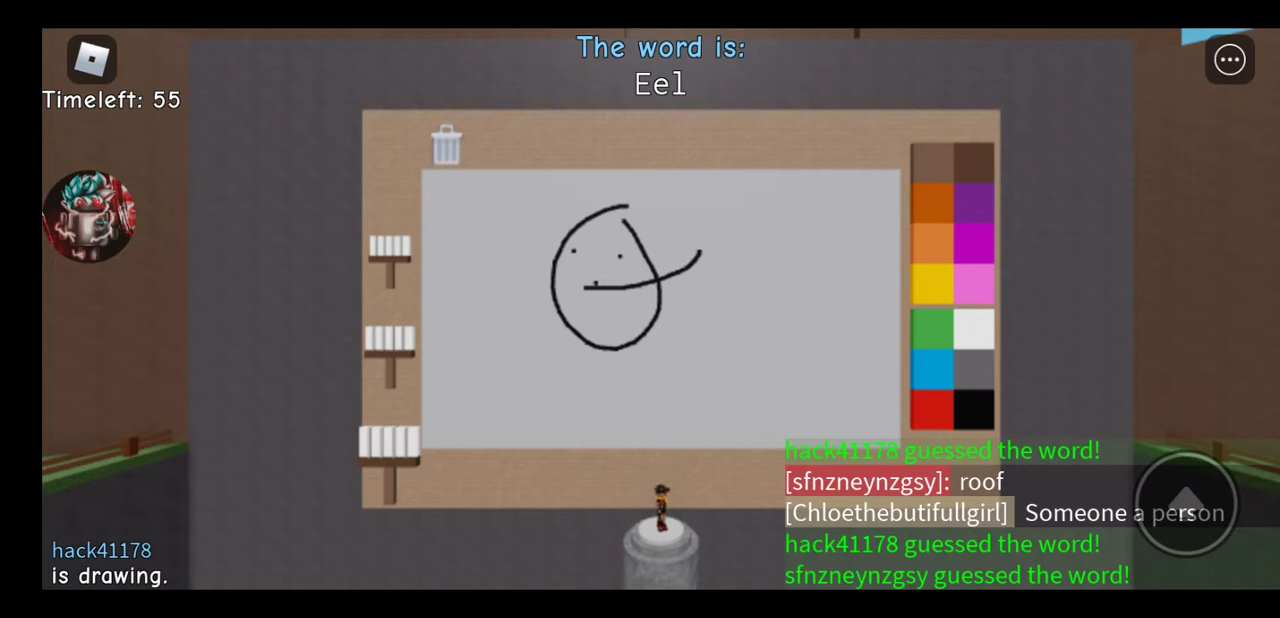 The word is:
Eel
Timeleft: 55
hack41178 guessed the word!
[sfnzneynzgsy]: roof
[Chloethebutifullgirl] Someone a person
hack41178 guessed the word!
sfnzneynzgsy guessed the word!
hack41178
is drawing.